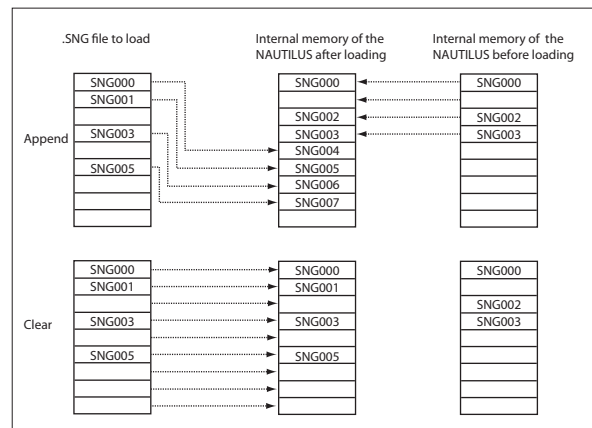 .SNG file to load
Internal memory of the
NAUTILUS after loading
Internal memory of the
NAUTILUS before loading
Append
SNG000
SNG001
SNG003
SNG005
SNG000
SNG002
SNG003
SNG004
SNG005
SNG006
SNG007
SNG000
SNG002
SNG003
Clear
SNG000
SNG001
SNG003
SNG005
SNG000
SNG001
SNG003
SNG005
SNG000
SNG002
SNG003